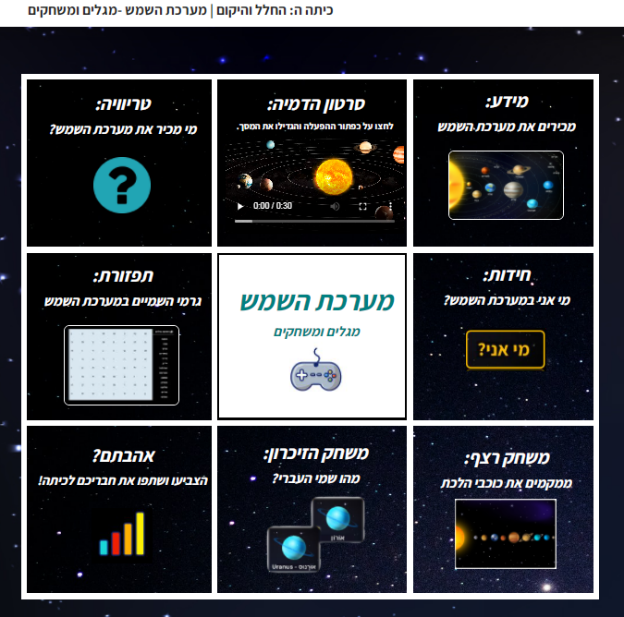 כיתה ה: החלל והיקום | מערכת השמש -מגלים ומשחקים
מידע:
מכירים את מערכת השמש
סרטון הדמיה:
לחצו על כפתור ההפעלה והגדילו את המסך.
0:00 / 0:30
טריוויה:
מי מכיר את מערכת השמש?
חידות:
מי אני במערכת השמש?
מי אני?
מערכת השמש
מגלים ומשחקים
תפזורת:
גרמי השמיים במערכת השמש
משחק רצף:
ממקמים את כוכבי הלכת
משחק הזיכרון:
מהו שמי העברי?
אורון
אורנוס - Uranus
אהבתם?
הצביעו ושתפו את חבריכם לכיתה!